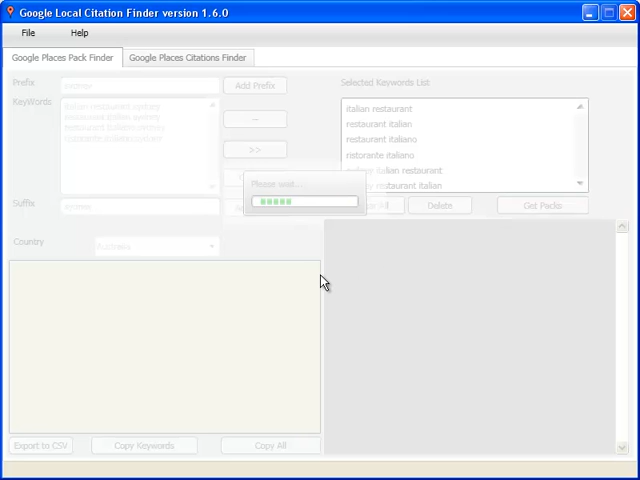 Google Local Citation Finder version 1.6.0
File Help
Google Places Pack Finder Google Places Citations Finder
Prefix Add Prefix Selected Keywords List
KeyWords
italian restaurant
restaurant italian
--
restaurant italiano
>>
ristorante italiano
restaurant
restaurant italian
Please wait...
Delete Get Packs
Suffix
Country Australia
Export to CSV Copy Keywords Copy All